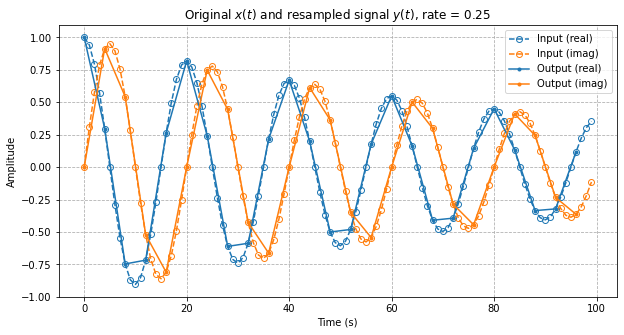 Original x(t) and resampled signal y(t), rate = 0.25
Input (real)
Input (imag)
Output (real)
Output (imag)
1.00
0.75
0.50
0.25
0.00
−0.25
−0.50
−0.75
−1.00
Amplitude
0 20 40 60 80 100
Time (s)